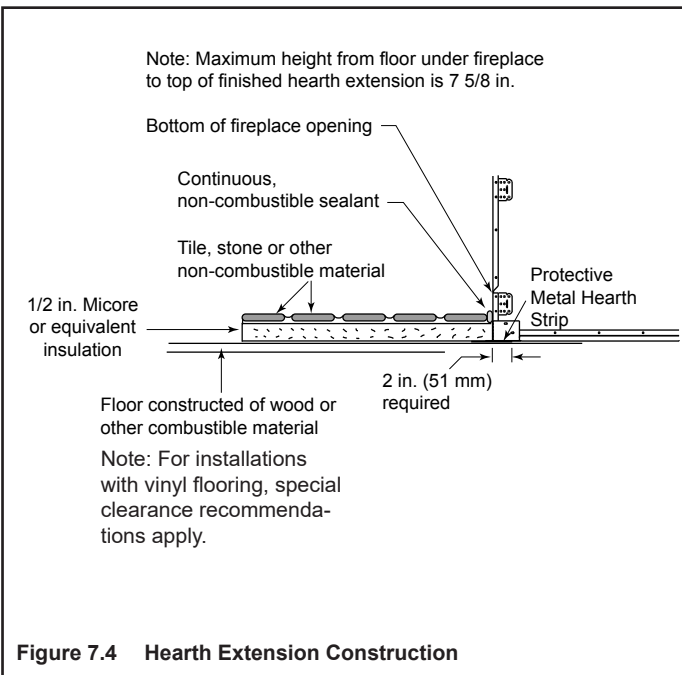 Note: Maximum height from floor under fireplace
to top of finished hearth extension is 7 5/8 in.
Bottom of fireplace opening
Continuous,
non-combustible sealant
Tile, stone or other
non-combustible material
Protective
Metal Hearth
Strip
1/2 in. Micore
or equivalent
insulation
2 in. (51 mm)
required
Floor constructed of wood or
other combustible material
Note: For installations
with vinyl flooring, special
clearance recommenda-
tions apply.
Figure 7.4 Hearth Extension Construction